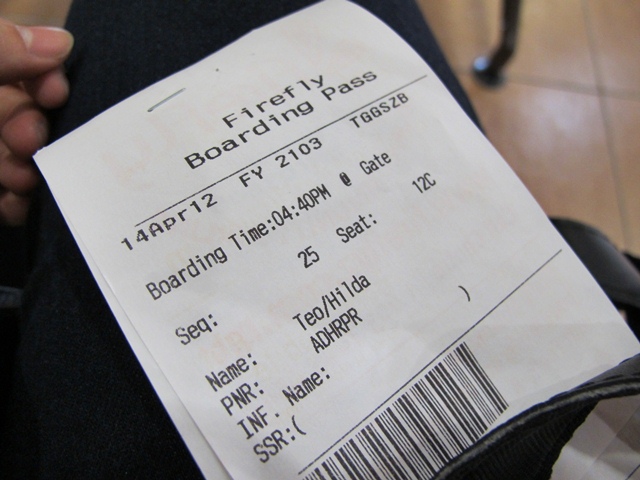 Firefly
Boarding Pass
14Apr12 FY 2103 TGGSZB
Boarding Time:04:40PM @ Gate
Seq: 25 Seat: 12C
Name: Teo/Hilda
PNR: ADHRPR
INF. Name:
SSR:( )